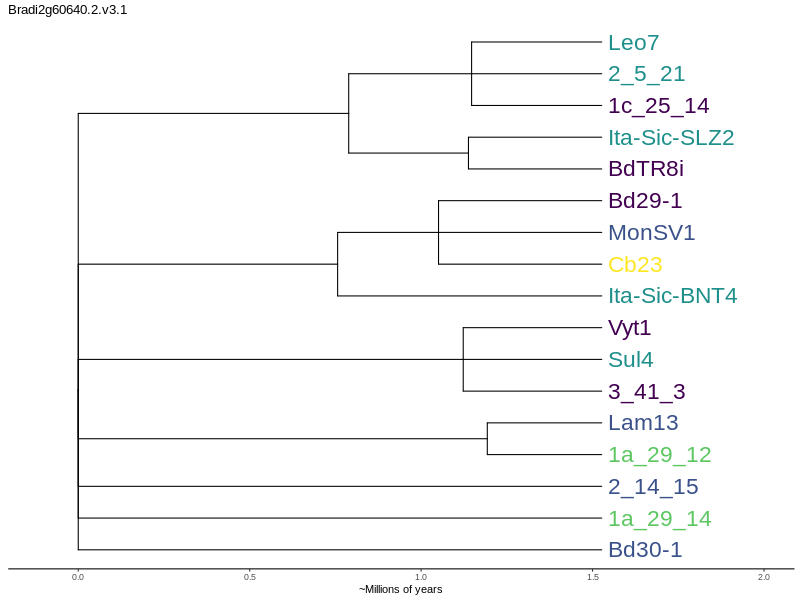 Bradi2g60640.2.v3.1
Leo7
2_5_21
1c_25_14
Ita-Sic-SLZ2
BdTR8i
Bd29-1
MonSV1
Cb23
Ita-Sic-BNT4
Vyt1
Sul4
3_41_3
Lam13
1a_29_12
2_14_15
1a_29_14
Bd30-1
0.0 0.5 1.0 1.5 2.0
~Millions of years